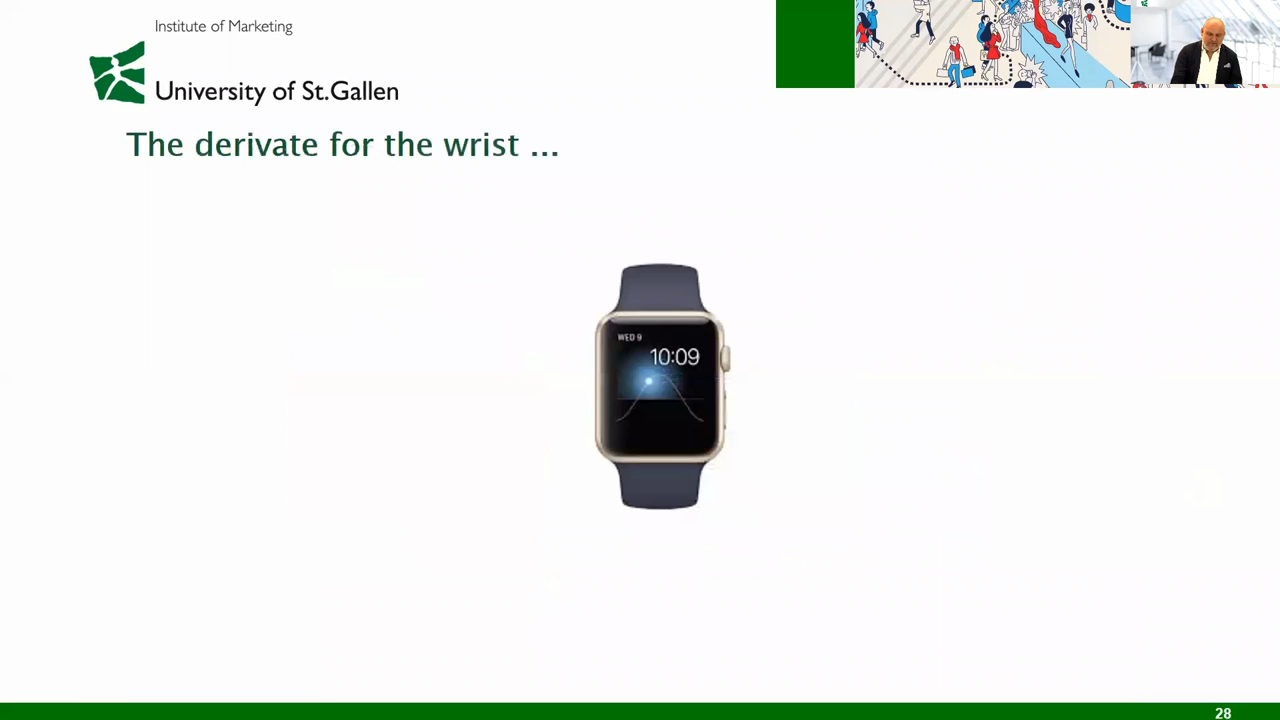 Institute of Marketing
University of St.Gallen
The derivate for the wrist ...
WED 9
10:09
28